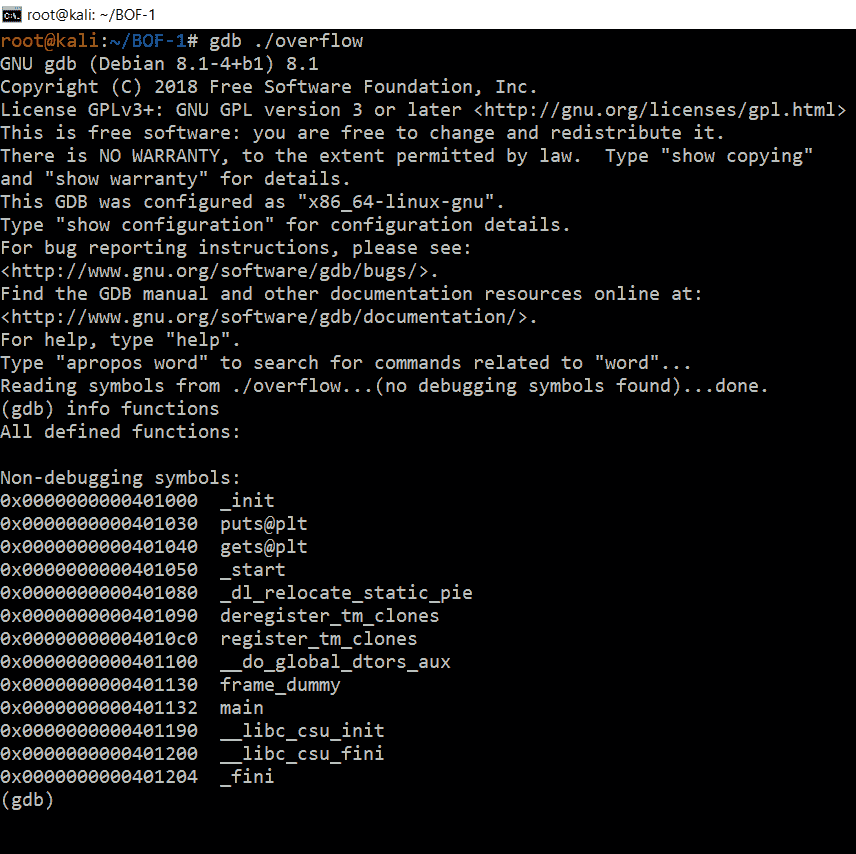 root@kali: ~/BOF-1
root@kali:~/BOF-1# gdb ./overflow
GNU gdb (Debian 8.1-4+b1) 8.1
Copyright (C) 2018 Free Software Foundation, Inc.
License GPLv3+: GNU GPL version 3 or later <http://gnu.org/licenses/gpl.html>
This is free software: you are free to change and redistribute it.
There is NO WARRANTY, to the extent permitted by law.  Type "show copying"
and "show warranty" for details.
This GDB was configured as "x86_64-linux-gnu".
Type "show configuration" for configuration details.
For bug reporting instructions, please see:
<http://www.gnu.org/software/gdb/bugs/>.
Find the GDB manual and other documentation resources online at:
<http://www.gnu.org/software/gdb/documentation/>.
For help, type "help".
Type "apropos word" to search for commands related to "word"...
Reading symbols from ./overflow...(no debugging symbols found)...done.
(gdb) info functions
All defined functions:

Non-debugging symbols:
0x0000000000401000  _init
0x0000000000401030  puts@plt
0x0000000000401040  gets@plt
0x0000000000401050  _start
0x0000000000401080  _dl_relocate_static_pie
0x0000000000401090  deregister_tm_clones
0x00000000004010c0  register_tm_clones
0x0000000000401100  __do_global_dtors_aux
0x0000000000401130  frame_dummy
0x0000000000401132  main
0x0000000000401190  __libc_csu_init
0x0000000000401200  __libc_csu_fini
0x0000000000401204  _fini
(gdb)